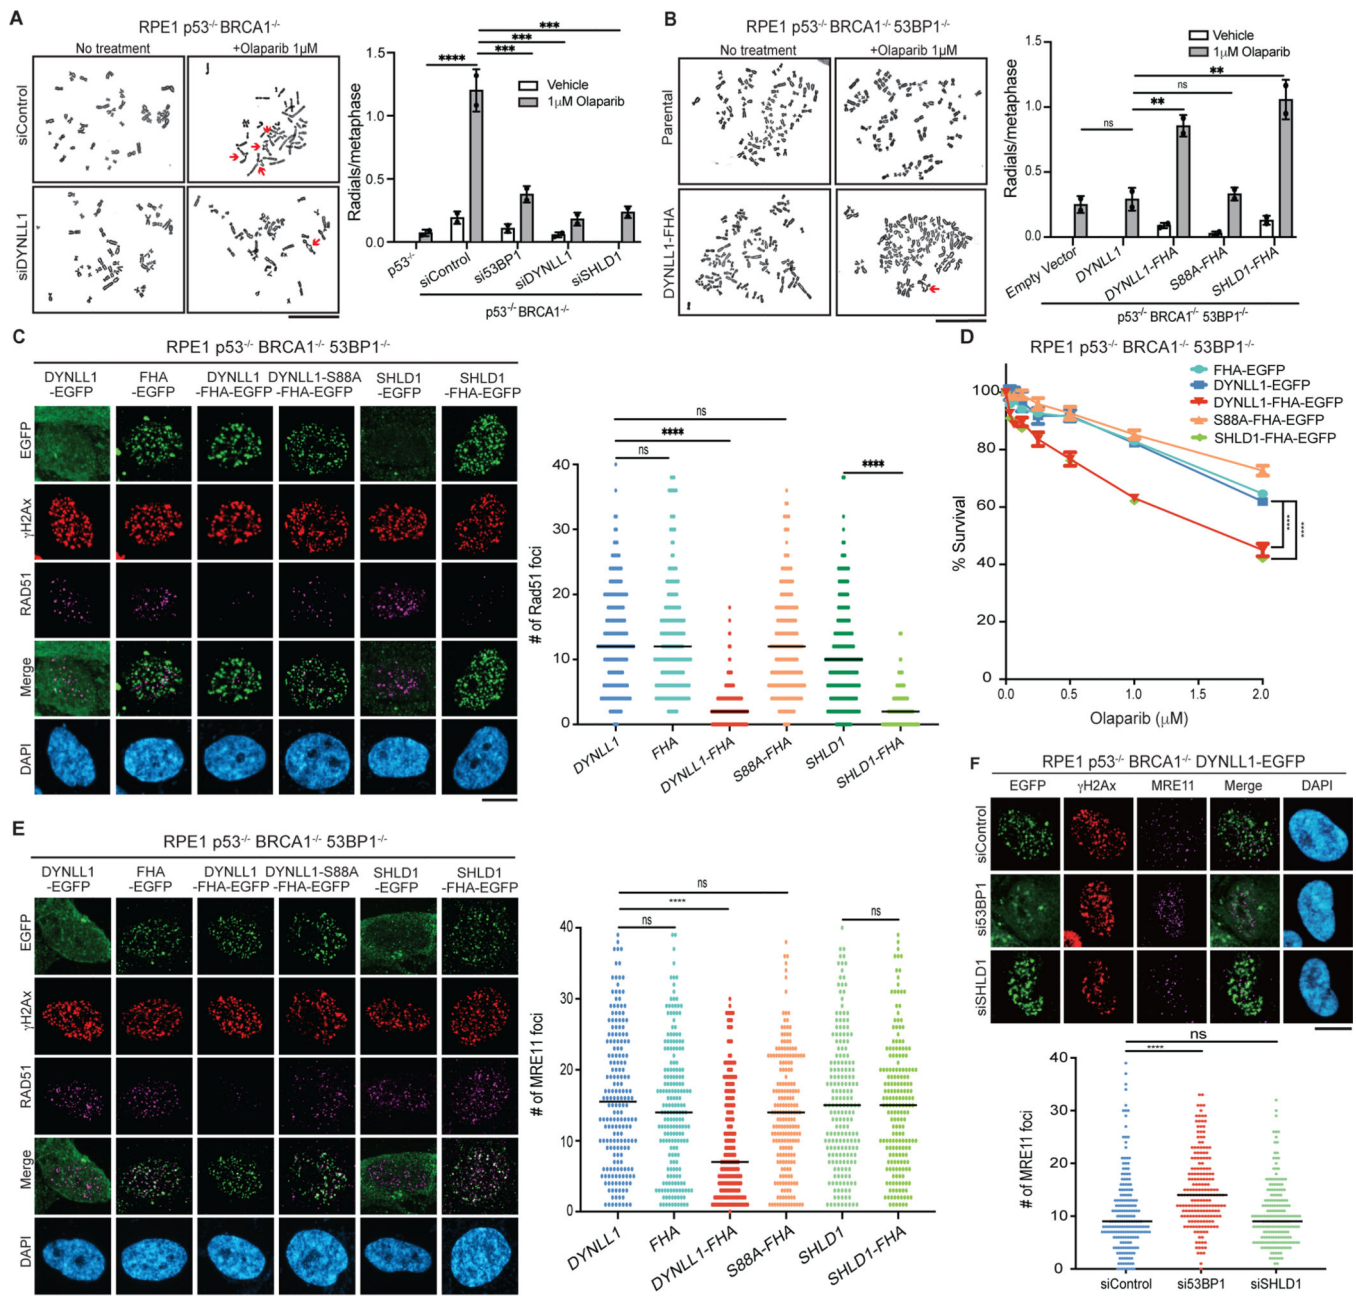 A
RPE1 p53-/- BRCA1-/-
No treatment
+Olaparib 1µM
siControl
siDYNLL1
Radials/metaphase
1.5
1.0
0.5
0.0
****
***
***
***
Vehicle
1µM Olaparib
p53-/-
siControl
si53BP1
siDYNLL1
siSHLD1
p53-/- BRCA1-/-
B
RPE1 p53-/- BRCA1-/- 53BP1-/-
No treatment
+Olaparib 1µM
Parental
DYNLL1-FHA
Radials/metaphase
1.5
1.0
0.5
0.0
Vehicle
1µM Olaparib
**
ns
**
ns
Empty Vector
DYNLL1
DYNLL1-FHA
S88A-FHA
SHLD1-FHA
p53-/- BRCA1-/- 53BP1-/-
C
RPE1 p53-/- BRCA1-/- 53BP1-/-
DYNLL1
-EGFP
FHA
-EGFP
DYNLL1
-FHA-EGFP
DYNLL1-S88A
-FHA-EGFP
SHLD1
-EGFP
SHLD1
-FHA-EGFP
EGFP
γH2Ax
RAD51
Merge
DAPI
# of Rad51 foci
40
30
20
10
0
ns
****
ns
****
DYNLL1
FHA
DYNLL1-FHA
S88A-FHA
SHLD1
SHLD1-FHA
D
RPE1 p53-/- BRCA1-/- 53BP1-/-
FHA-EGFP
DYNLL1-EGFP
DYNLL1-FHA-EGFP
S88A-FHA-EGFP
SHLD1-FHA-EGFP
% Survival
100
80
60
40
20
0
****
****
0.0
0.5
1.0
1.5
2.0
Olaparib (µM)
E
RPE1 p53-/- BRCA1-/- 53BP1-/-
DYNLL1
-EGFP
FHA
-EGFP
DYNLL1
-FHA-EGFP
DYNLL1-S88A
-FHA-EGFP
SHLD1
-EGFP
SHLD1
-FHA-EGFP
EGFP
γH2Ax
RAD51
Merge
DAPI
# of MRE11 foci
40
30
20
10
0
ns
****
ns
ns
DYNLL1
FHA
DYNLL1-FHA
S88A-FHA
SHLD1
SHLD1-FHA
F
RPE1 p53-/- BRCA1-/- DYNLL1-EGFP
EGFP
γH2Ax
MRE11
Merge
DAPI
siControl
si53BP1
siSHLD1
ns
****
# of MRE11 foci
40
30
20
10
0
siControl
si53BP1
siSHLD1